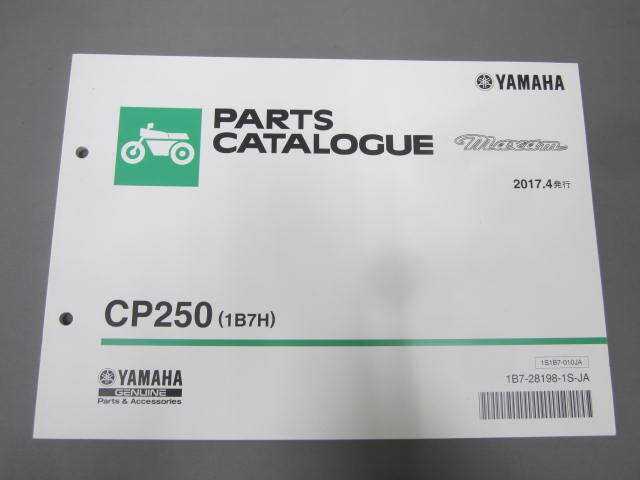 YAMAHA
PARTS
CATALOGUE
Maxam
2017.4発行
CP250 (1B7H)
1S1B7-010JA
1B7-28198-1S-JA
YAMAHA
GENUINE
Parts & Accessories